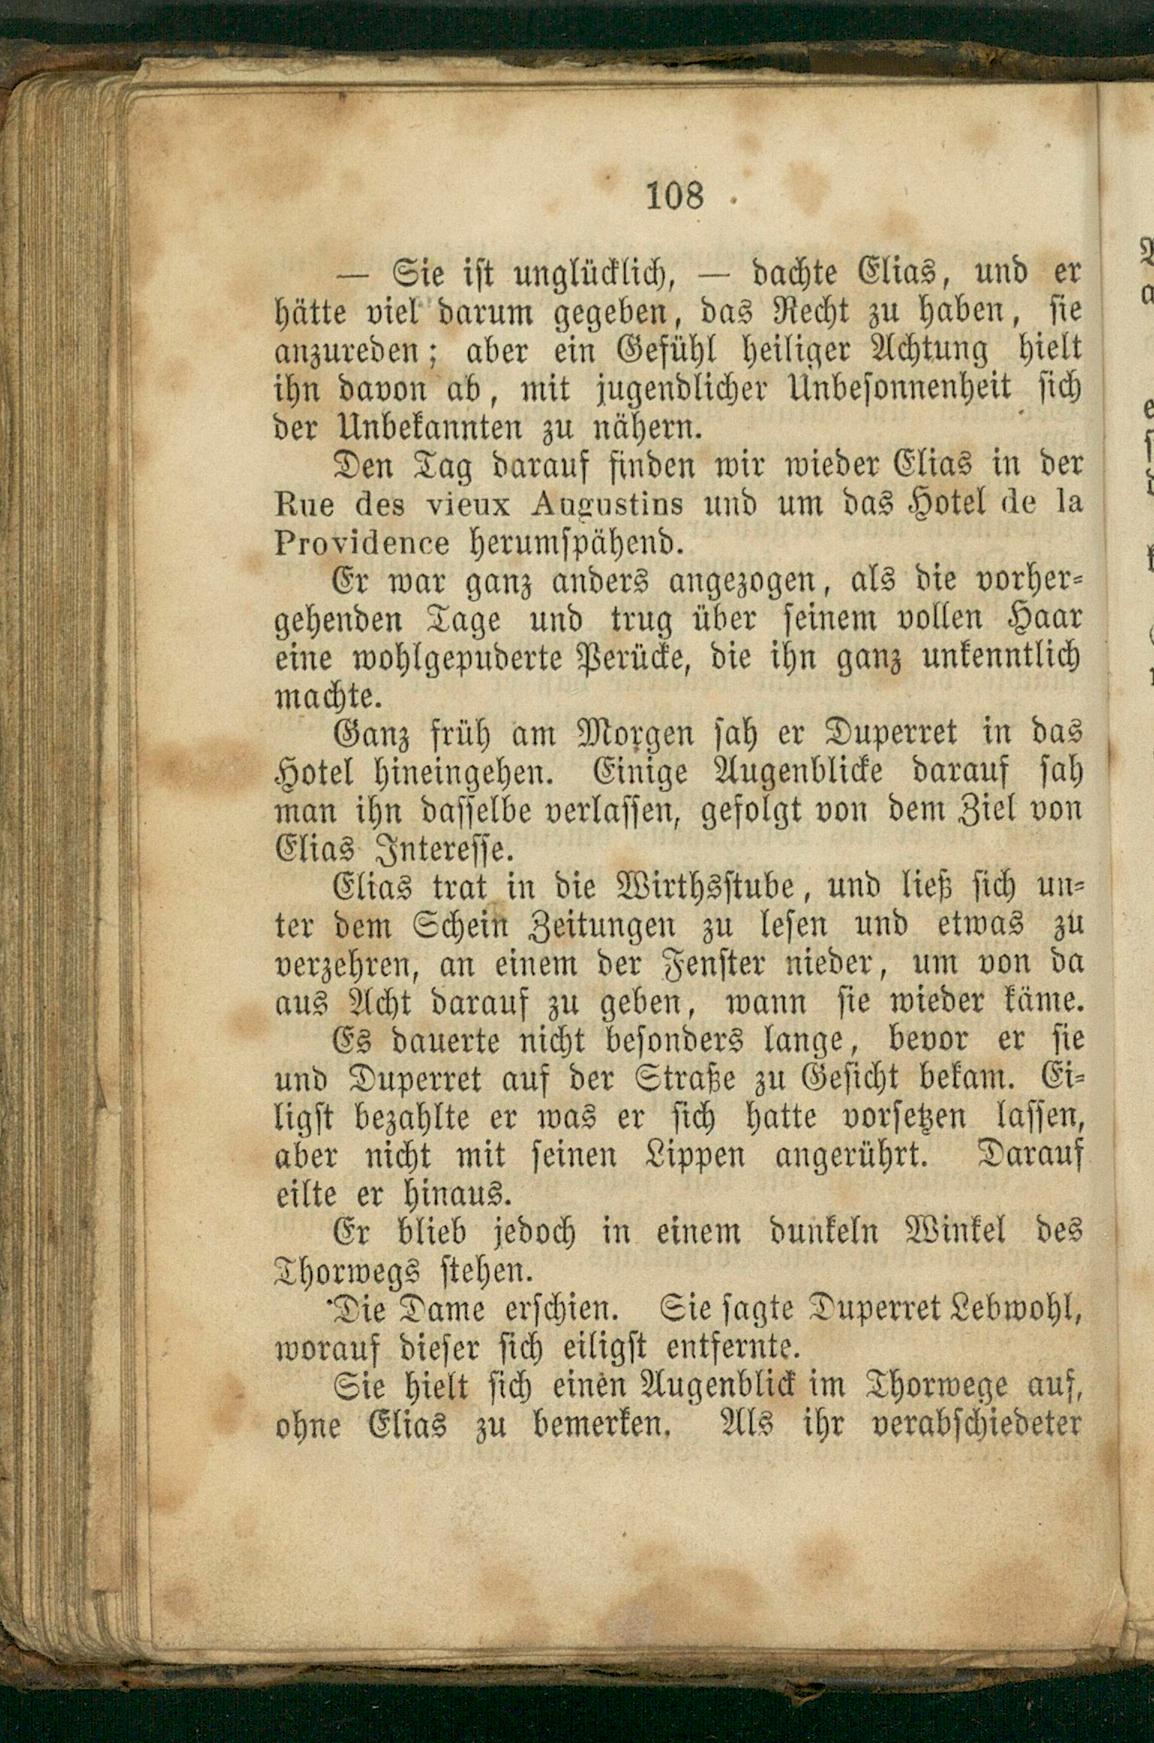 108
— Sie ist unglücklich, — dachte Elias, und er
hätte viel darum gegeben, das Recht zu haben, sie
anzureden; aber ein Gefühl heiliger Achtung hielt
ihn davon ab, mit jugendlicher Unbesonnenheit sich
der Unbekannten zu nähern.
Den Tag darauf finden wir wieder Elias in der
Rue des vieux Augustins und um das Hotel de la
Providence herumspähend.
Er war ganz anders angezogen, als die vorher-
gehenden Tage und trug über seinem vollen Haar
eine wohlgepuderte Perücke, die ihn ganz unkenntlich
machte.
Ganz früh am Morgen sah er Duperret in das
Hotel hineingehen. Einige Augenblicke darauf sah
man ihn dasselbe verlassen, gefolgt von dem Ziel von
Elias Interesse.
Elias trat in die Wirthsstube, und ließ sich un-
ter dem Schein Zeitungen zu lesen und etwas zu
verzehren, an einem der Fenster nieder, um von da
aus Acht darauf zu geben, wann sie wieder käme.
Es dauerte nicht besonders lange, bevor er sie
und Duperret auf der Straße zu Gesicht bekam. Ei-
ligst bezahlte er was er sich hatte vorsetzen lassen,
aber nicht mit seinen Lippen angerührt. Darauf
eilte er hinaus.
Er blieb jedoch in einem dunkeln Winkel des
Thorwegs stehen.
Die Dame erschien. Sie sagte Duperret Lebwohl,
worauf dieser sich eiligst entfernte.
Sie hielt sich einen Augenblick im Thorwege auf,
ohne Elias zu bemerken. Als ihr verabschiedeter